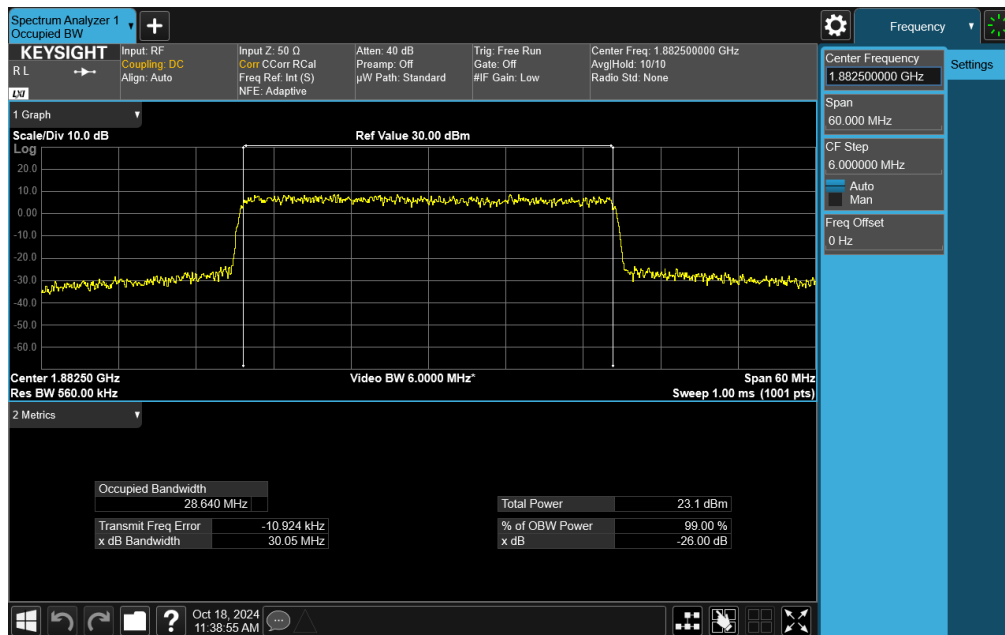 Spectrum Analyzer 1
Occupied BW
Frequency
KEYSIGHT
R L
LXI
Input: RF
Coupling: DC
Align: Auto
Input Z: 50 Ω
Corr CCorr RCal
Freq Ref: Int (S)
NFE: Adaptive
Atten: 40 dB
Preamp: Off
µW Path: Standard
Trig: Free Run
Gate: Off
#IF Gain: Low
Center Freq: 1.882500000 GHz
Avg|Hold: 10/10
Radio Std: None
Center Frequency
1.882500000 GHz
Settings
Span
60.000 MHz
CF Step
6.000000 MHz
Auto
Man
Freq Offset
0 Hz
1 Graph
Scale/Div 10.0 dB
Ref Value 30.00 dBm
Log
20.0
10.0
0.00
-10.0
-20.0
-30.0
-40.0
-50.0
-60.0
Center 1.88250 GHz
Video BW 6.0000 MHz*
Span 60 MHz
Res BW 560.00 kHz
Sweep 1.00 ms (1001 pts)
2 Metrics
Occupied Bandwidth
28.640 MHz
Total Power 23.1 dBm
Transmit Freq Error -10.924 kHz
% of OBW Power 99.00 %
x dB Bandwidth 30.05 MHz
x dB -26.00 dB
?
Oct 18, 2024
11:38:55 AM